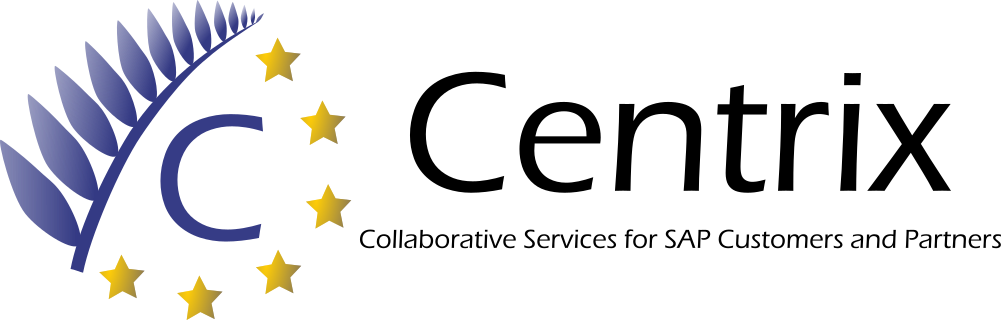 C
Centrix
Collaborative Services for SAP Customers and Partners